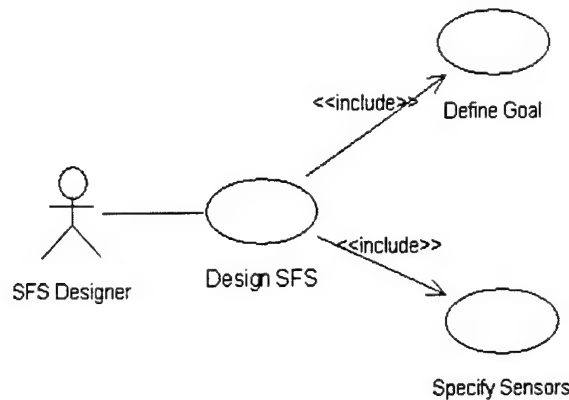 <<include>>
Define Goal
<<include>>
SFS Designer
Design SFS
Specify Sensors